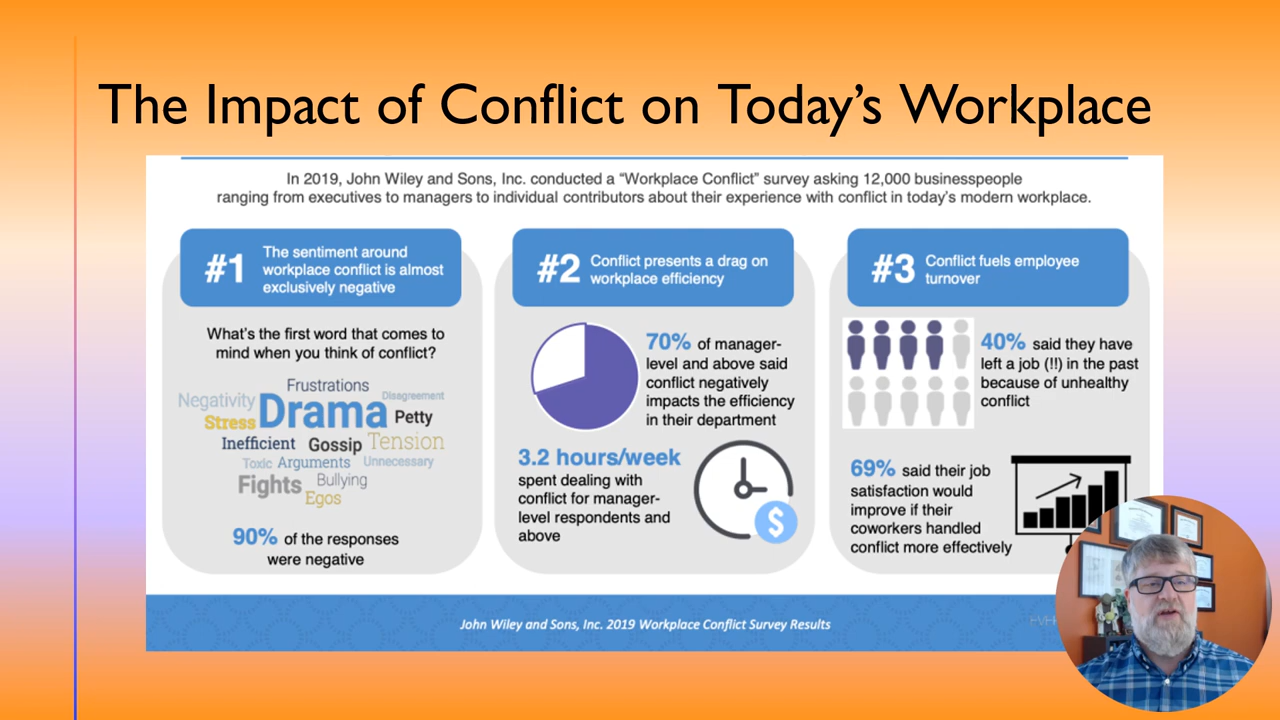 The Impact of Conflict on Today's Workplace
In 2019, John Wiley and Sons, Inc. conducted a “Workplace Conflict” survey asking 12,000 businesspeople
ranging from executives to managers to individual contributors about their experience with conflict in today's modern workplace.
#1
The sentiment around
workplace conflict is almost
exclusively negative
What's the first word that comes to
mind when you think of conflict?
Frustrations
Negativity
Disagreement
Drama
Stress
Petty
Inefficient
Gossip
Tension
Toxic
Arguments
Unnecessary
Fights
Bullying
Egos
90% of the responses
were negative
#2
Conflict presents a drag on
workplace efficiency
70% of manager-
level and above said
conflict negatively
impacts the efficiency
in their department
3.2 hours/week
spent dealing with
conflict for manager-
level respondents and
above
$
#3
Conflict fuels employee
turnover
40% said they have
left a job (!!) in the past
because of unhealthy
conflict
69% said their job
satisfaction would
improve if their
coworkers handled
conflict more effectively
John Wiley and Sons, Inc. 2019 Workplace Conflict Survey Results